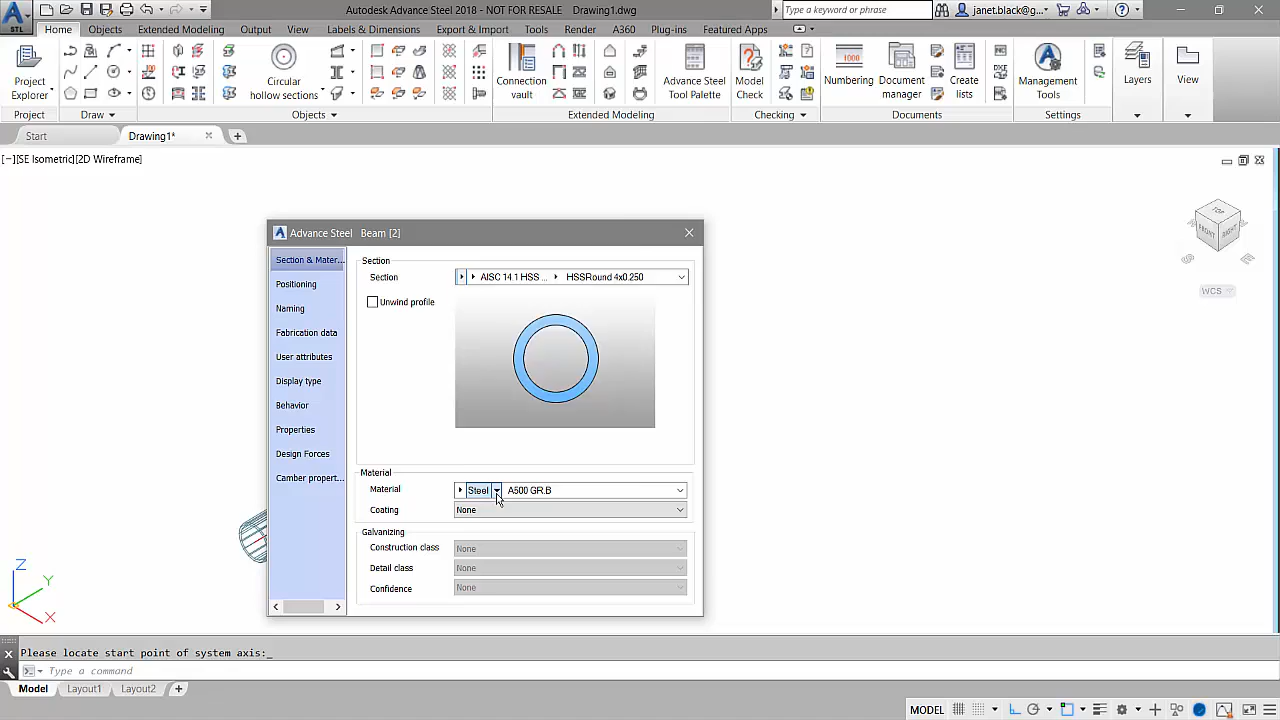 Autodesk Advance Steel 2018 - NOT FOR RESALE Drawing1.dwg
Type a keyword or phrase
janet.black@g...
STL
Home Objects Extended Modeling Output View Labels & Dimensions Export & Import Tools Render A360 Plug-ins Featured Apps
Project Explorer
Circular hollow sections
Connection vault
Advance Steel Tool Palette
Model Check
Numbering
Document manager
Create lists
Management Tools
Layers
View
Project Draw Objects Extended Modeling Checking Documents Settings
Start Drawing1*
[−][SE Isometric][2D Wireframe]
TOP
FRONT RIGHT
WCS
Advance Steel Beam [2]
Section & Mater...
Positioning
Naming
Fabrication data
User attributes
Display type
Behavior
Properties
Design Forces
Camber propert...
Section
Section AISC 14.1 HSS ... HSSRound 4x0.250
Unwind profile
Material
Material Steel A500 GR.B
Coating None
Galvanizing
Construction class None
Detail class None
Confidence None
Z
Y
X
Please locate start point of system axis:
Type a command
Model Layout1 Layout2
MODEL